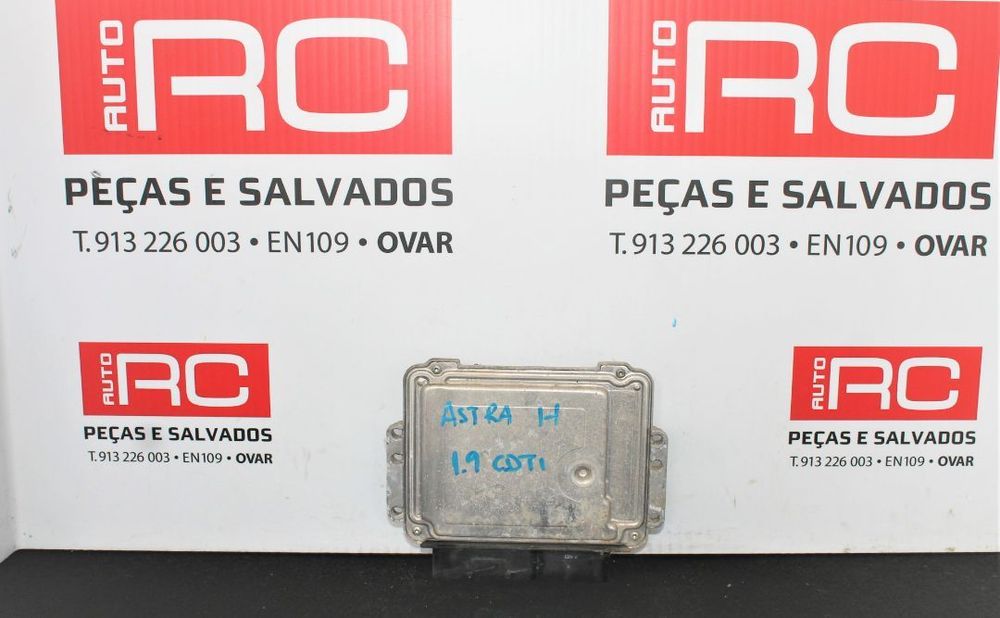 AUTO RC
PEÇAS E SALVADOS
T. 913 226 003 • EN109 • OVAR
AUTO RC
PEÇAS E SALVADOS
T. 913 226 003 • EN109 • OVAR
AUTO RC
PEÇAS E SALVADOS
T. 913 226 003 • EN109 • OVAR
ASTRA H
1.9 CDTI
AUTO RC
PEÇAS E SALVADOS
T. 913 226 003 • EN109 • OVAR